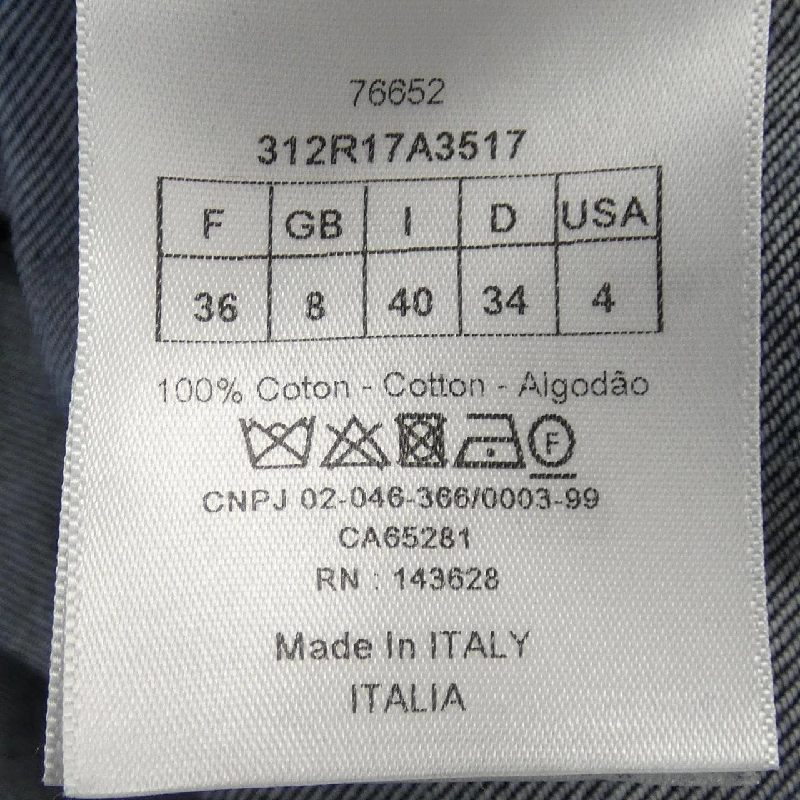 76652
312R17A3517
F GB I D USA
36 8 40 34 4
100% Coton - Cotton - Algodão
F
CNPJ 02-046-366/0003-99
CA65281
RN : 143628
Made In ITALY
ITALIA